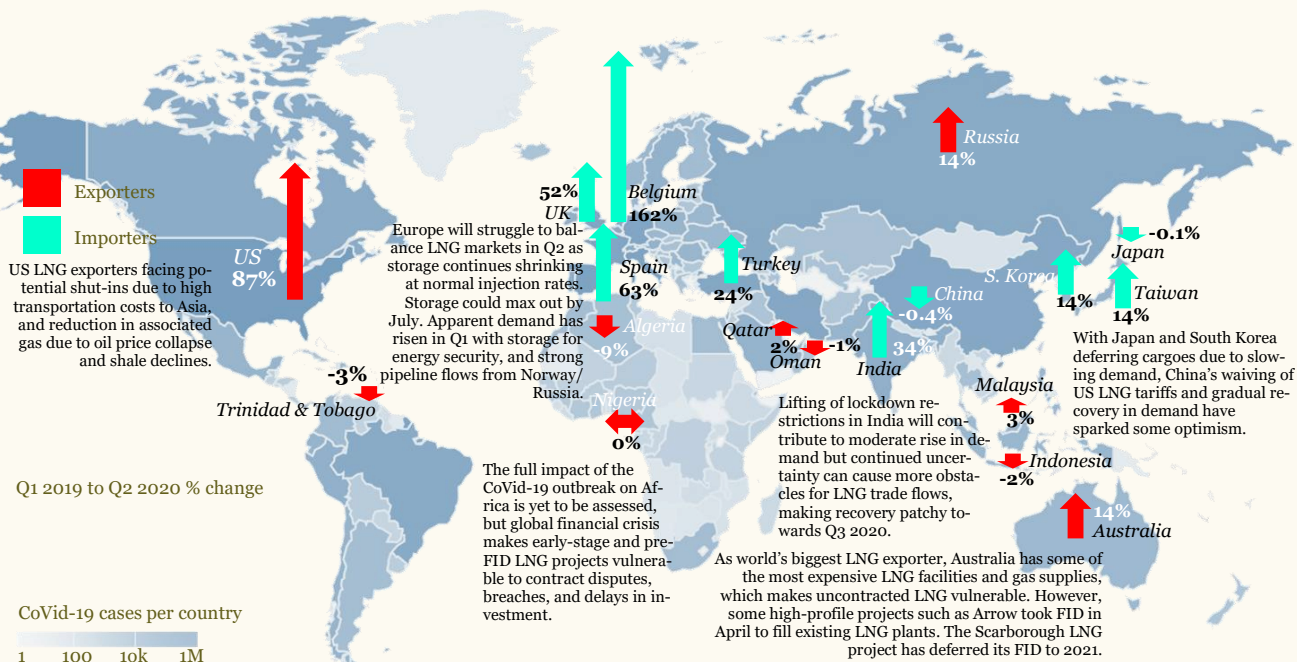 Exporters
Importers
US
87%
US LNG exporters facing po-
tential shut-ins due to high
transportation costs to Asia,
and reduction in associated
gas due to oil price collapse
and shale declines.
-3%
Trinidad & Tobago
Q1 2019 to Q2 2020 % change
CoVid-19 cases per country
1 100 10k 1M
52%
UK
Belgium
162%
Europe will struggle to bal-
ance LNG markets in Q2 as
storage continues shrinking
at normal injection rates.
Storage could max out by
July. Apparent demand has
risen in Q1 with storage for
energy security, and strong
pipeline flows from Norway/
Russia.
Spain
63%
Algeria
-9%
Nigeria
0%
The full impact of the
CoVid-19 outbreak on Af-
rica is yet to be assessed,
but global financial crisis
makes early-stage and pre-
FID LNG projects vulnera-
ble to contract disputes,
breaches, and delays in in-
vestment.
Turkey
24%
Russia
14%
Qatar
2%
-1%
Oman
34%
India
China
-0.4%
Lifting of lockdown re-
strictions in India will con-
tribute to moderate rise in de-
mand but continued uncer-
tainty can cause more obsta-
cles for LNG trade flows,
making recovery patchy to-
wards Q3 2020.
-0.1%
Japan
S. Korea
14%
Taiwan
14%
With Japan and South Korea
deferring cargoes due to slow-
ing demand, China's waiving of
US LNG tariffs and gradual re-
covery in demand have
sparked some optimism.
Malaysia
3%
Indonesia
-2%
14%
Australia
As world's biggest LNG exporter, Australia has some of
the most expensive LNG facilities and gas supplies,
which makes uncontracted LNG vulnerable. However,
some high-profile projects such as Arrow took FID in
April to fill existing LNG plants. The Scarborough LNG
project has deferred its FID to 2021.